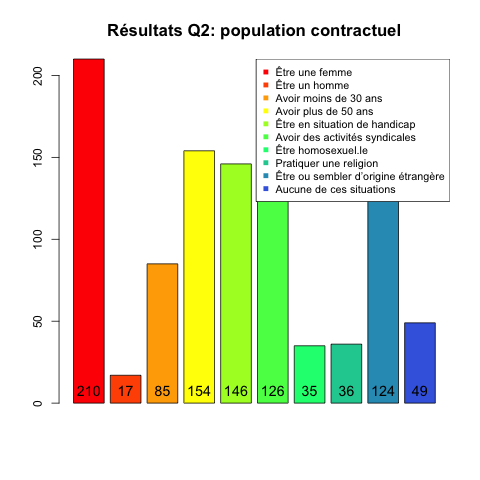 Résultats Q2: population contractuel
Être une femme
Être un homme
Avoir moins de 30 ans
Avoir plus de 50 ans
Être en situation de handicap
Avoir des activités syndicales
Être homosexuel.le
Pratiquer une religion
Être ou sembler d'origine étrangère
Aucune de ces situations
200
150
100
50
0
210 17 85 154 146 126 35 36 124 49